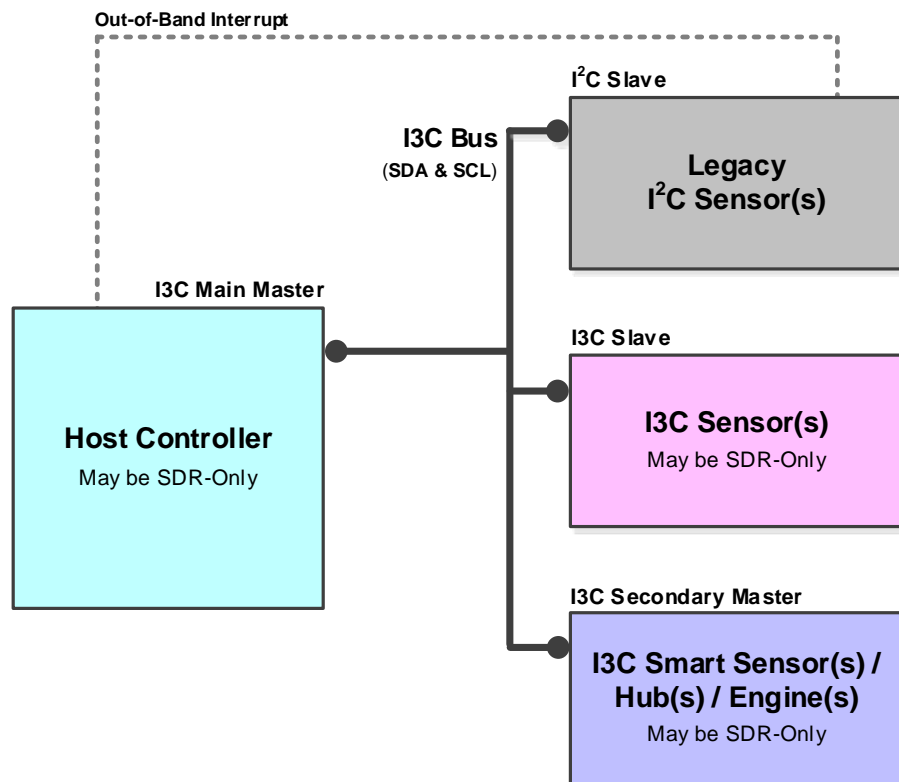 Out-of-Band Interrupt
I²C Slave
I3C Bus
(SDA & SCL)
Legacy
I²C Sensor(s)
I3C Main Master
Host Controller
May be SDR-Only
I3C Slave
I3C Sensor(s)
May be SDR-Only
I3C Secondary Master
I3C Smart Sensor(s) /
Hub(s) / Engine(s)
May be SDR-Only